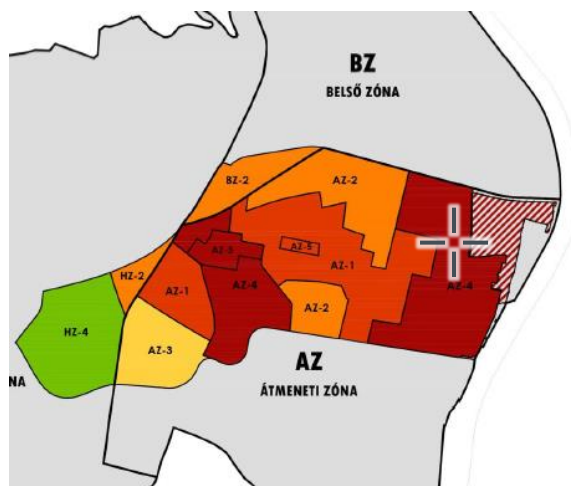 BZ
BELSŐ ZÓNA
BZ-2
AZ-2
AZ-5
AZ-5
AZ-1
HZ-2
AZ-1
AZ-4
AZ-4
AZ-2
HZ-4
AZ-3
AZ
NA
ÁTMENETI ZÓNA